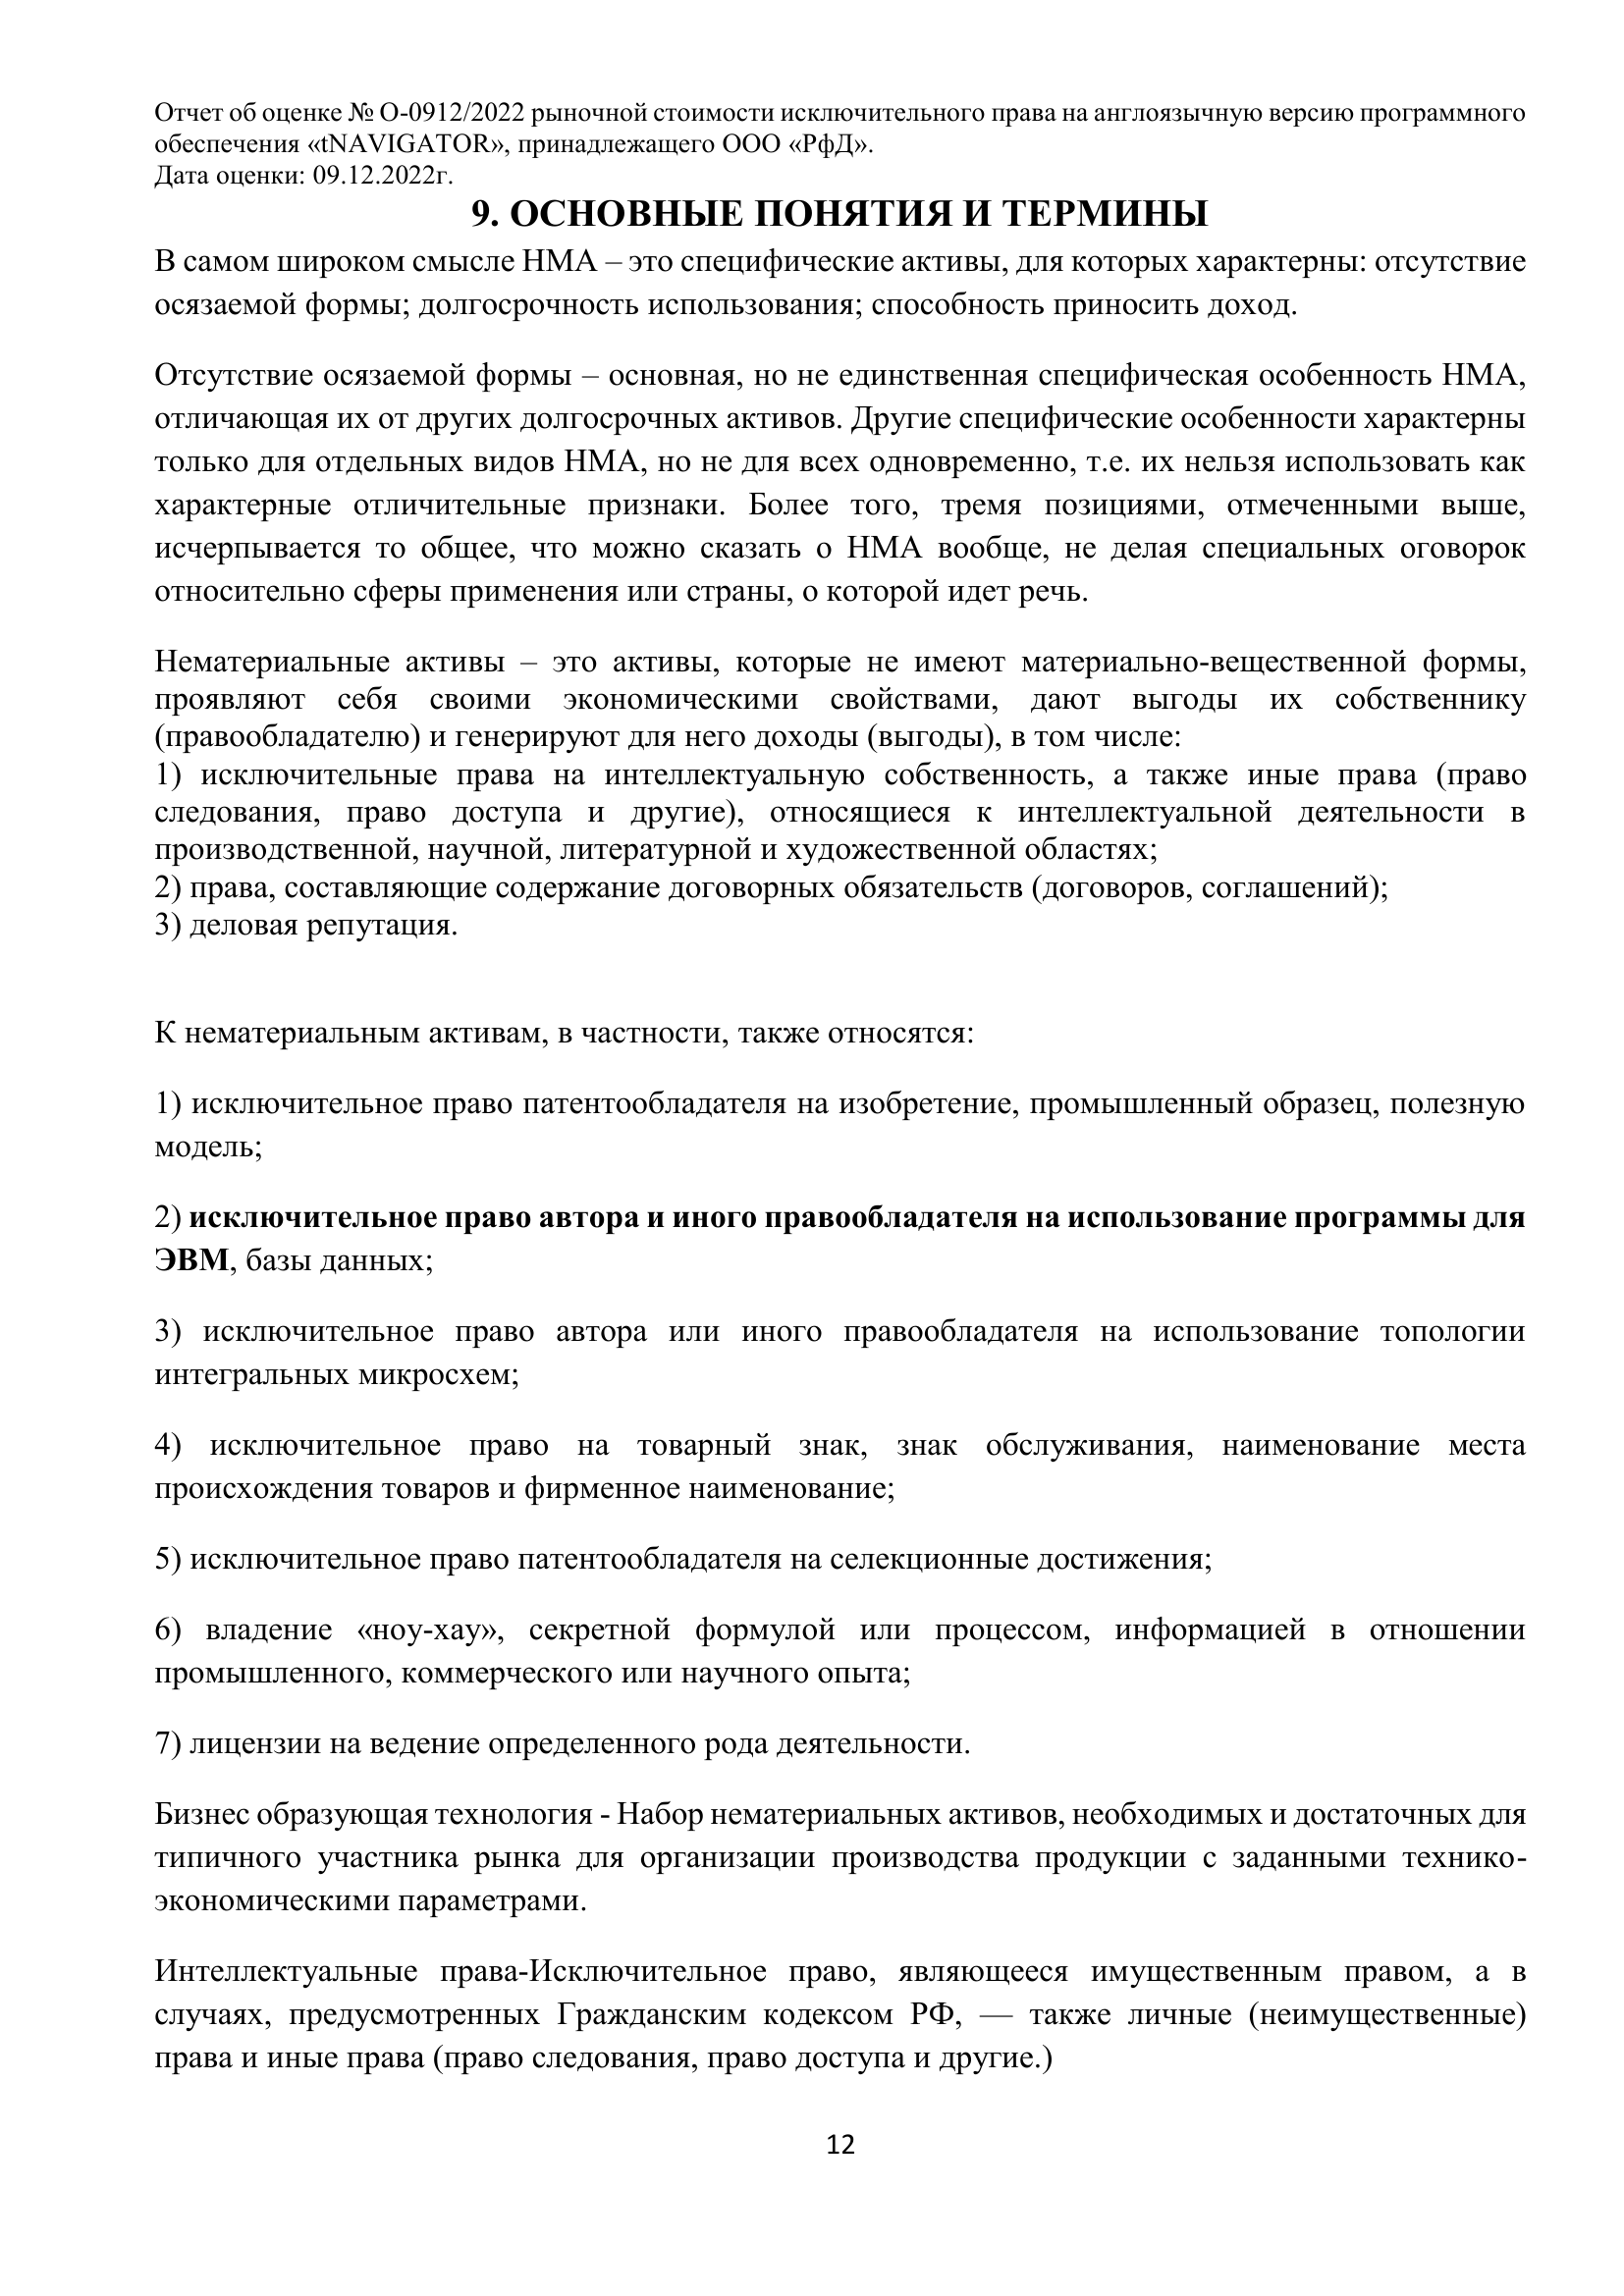 Отчет об оценке № О-0912/2022 рыночной стоимости исключительного права на англоязычную версию программного
обеспечения «tNAVIGATOR», принадлежащего ООО «РфД».
Дата оценки: 09.12.2022г.
9. ОСНОВНЫЕ ПОНЯТИЯ И ТЕРМИНЫ
В самом широком смысле НМА – это специфические активы, для которых характерны: отсутствие
осязаемой формы; долгосрочность использования; способность приносить доход.
Отсутствие осязаемой формы – основная, но не единственная специфическая особенность НМА,
отличающая их от других долгосрочных активов. Другие специфические особенности характерны
только для отдельных видов НМА, но не для всех одновременно, т.е. их нельзя использовать как
характерные отличительные признаки. Более того, тремя позициями, отмеченными выше,
исчерпывается то общее, что можно сказать о НМА вообще, не делая специальных оговорок
относительно сферы применения или страны, о которой идет речь.
Нематериальные активы – это активы, которые не имеют материально-вещественной формы,
проявляют себя своими экономическими свойствами, дают выгоды их собственнику
(правообладателю) и генерируют для него доходы (выгоды), в том числе:
1) исключительные права на интеллектуальную собственность, а также иные права (право
следования, право доступа и другие), относящиеся к интеллектуальной деятельности в
производственной, научной, литературной и художественной областях;
2) права, составляющие содержание договорных обязательств (договоров, соглашений);
3) деловая репутация.
К нематериальным активам, в частности, также относятся:
1) исключительное право патентообладателя на изобретение, промышленный образец, полезную
модель;
2) исключительное право автора и иного правообладателя на использование программы для
ЭВМ, базы данных;
3) исключительное право автора или иного правообладателя на использование топологии
интегральных микросхем;
4) исключительное право на товарный знак, знак обслуживания, наименование места
происхождения товаров и фирменное наименование;
5) исключительное право патентообладателя на селекционные достижения;
6) владение «ноу-хау», секретной формулой или процессом, информацией в отношении
промышленного, коммерческого или научного опыта;
7) лицензии на ведение определенного рода деятельности.
Бизнес образующая технология - Набор нематериальных активов, необходимых и достаточных для
типичного участника рынка для организации производства продукции с заданными технико-
экономическими параметрами.
Интеллектуальные права-Исключительное право, являющееся имущественным правом, а в
случаях, предусмотренных Гражданским кодексом РФ, — также личные (неимущественные)
права и иные права (право следования, право доступа и другие.)
12